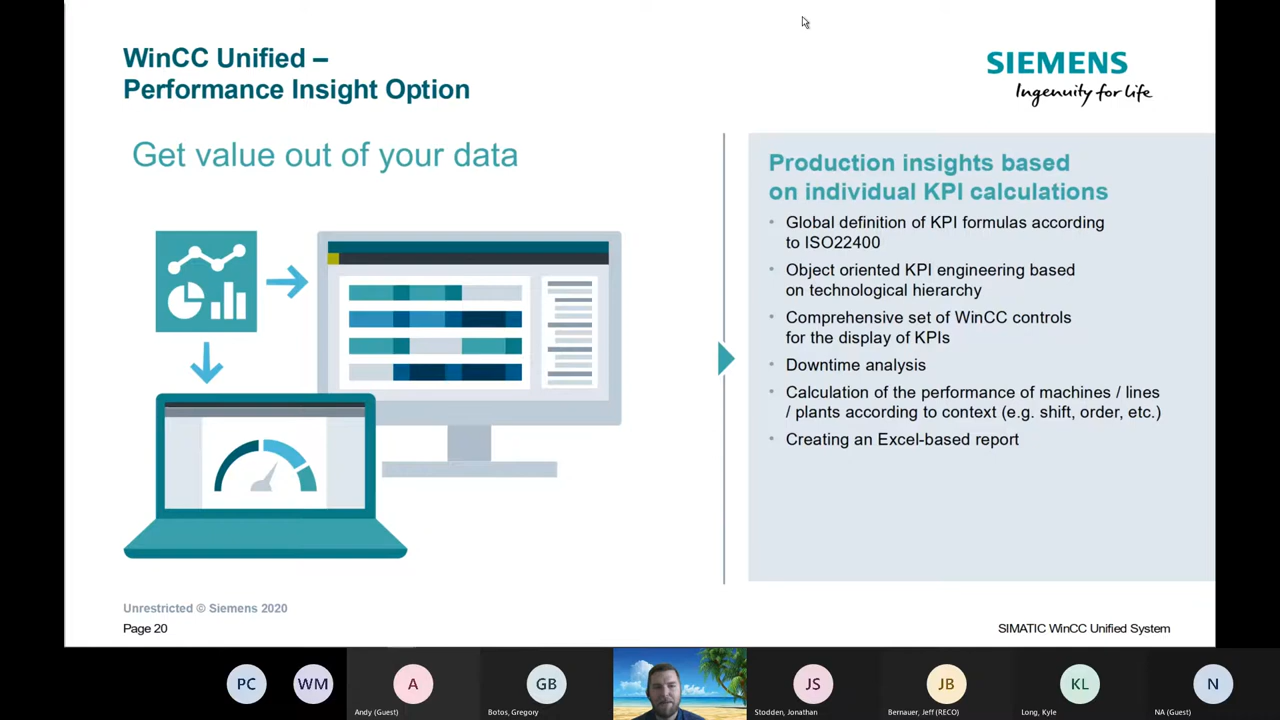 WinCC Unified –
Performance Insight Option
SIEMENS
Ingenuity for life
Get value out of your data
Production insights based
on individual KPI calculations
• Global definition of KPI formulas according
to ISO22400
• Object oriented KPI engineering based
on technological hierarchy
• Comprehensive set of WinCC controls
for the display of KPIs
• Downtime analysis
• Calculation of the performance of machines / lines
/ plants according to context (e.g. shift, order, etc.)
• Creating an Excel-based report
Unrestricted © Siemens 2020
Page 20
SIMATIC WinCC Unified System
PC
WM
A
GB
JS
JB
KL
N
Andy (Guest)
Botos, Gregory
Stodden, Jonathan
Bernauer, Jeff (RECO)
Long, Kyle
NA (Guest)